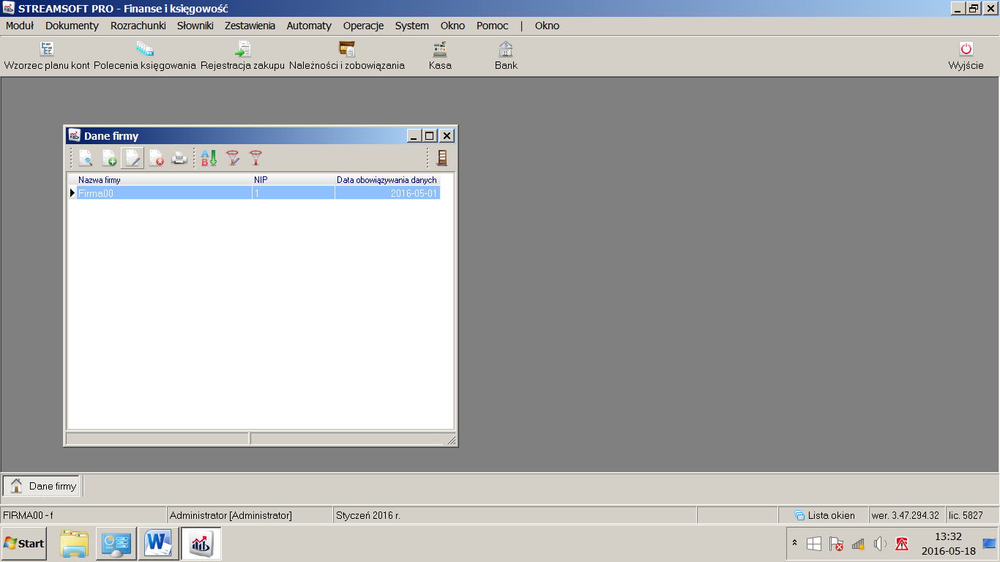 STREAMSOFT PRO - Finanse i księgowość
Moduł Dokumenty Rozrachunki Słowniki Zestawienia Automaty Operacje System Okno Pomoc | Okno
Wzorzec planu kont Polecenia księgowania Rejestracja zakupu Należności i zobowiązania Kasa Bank Wyjście
Dane firmy
Nazwa firmy NIP Data obowiązywania danych
Firma00 1 2016-05-01
Dane firmy
FIRMA00 - f Administrator [Administrator] Styczeń 2016 r. Lista okien wer. 3.47.294.32 lic. 5827
Start 13:32
2016-05-18